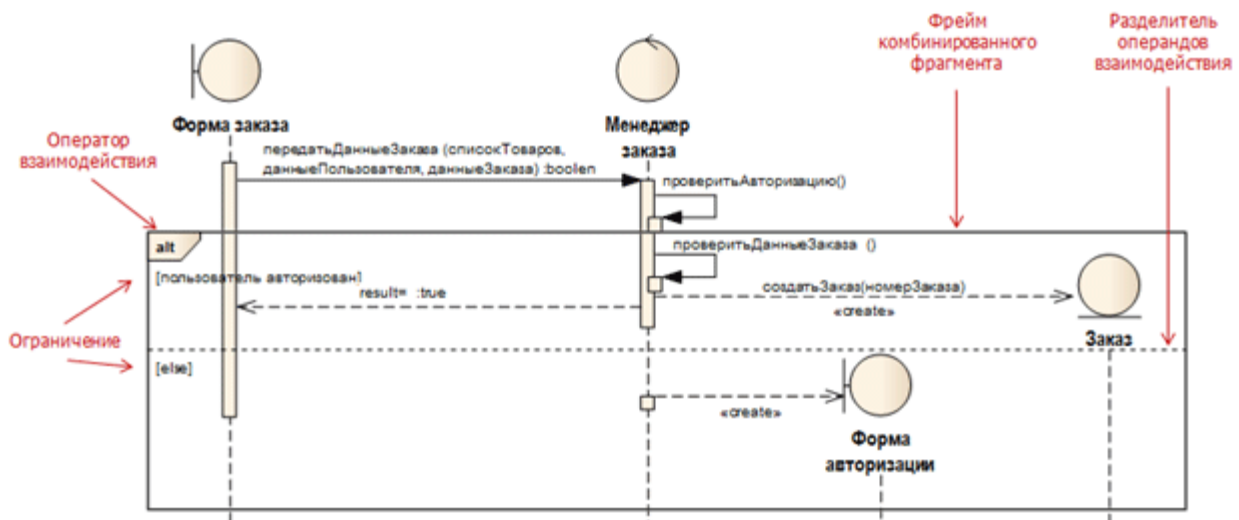 Фрейм
комбинированного
фрагмента
Разделитель
операндов
взаимодействия
Форма заказа
Менеджер
заказа
Оператор
взаимодействия
передатьДанныеЗаказа (списокТоваров,
данныеПользователя, данныеЗаказа) :boolen
проверитьАвторизацию()
alt
проверитьДанныеЗаказа ()
[пользователь авторизован]
result= :true
создатьЗаказ(номерЗаказа)
«create»
Ограничение
Заказ
[else]
«create»
Форма
авторизации